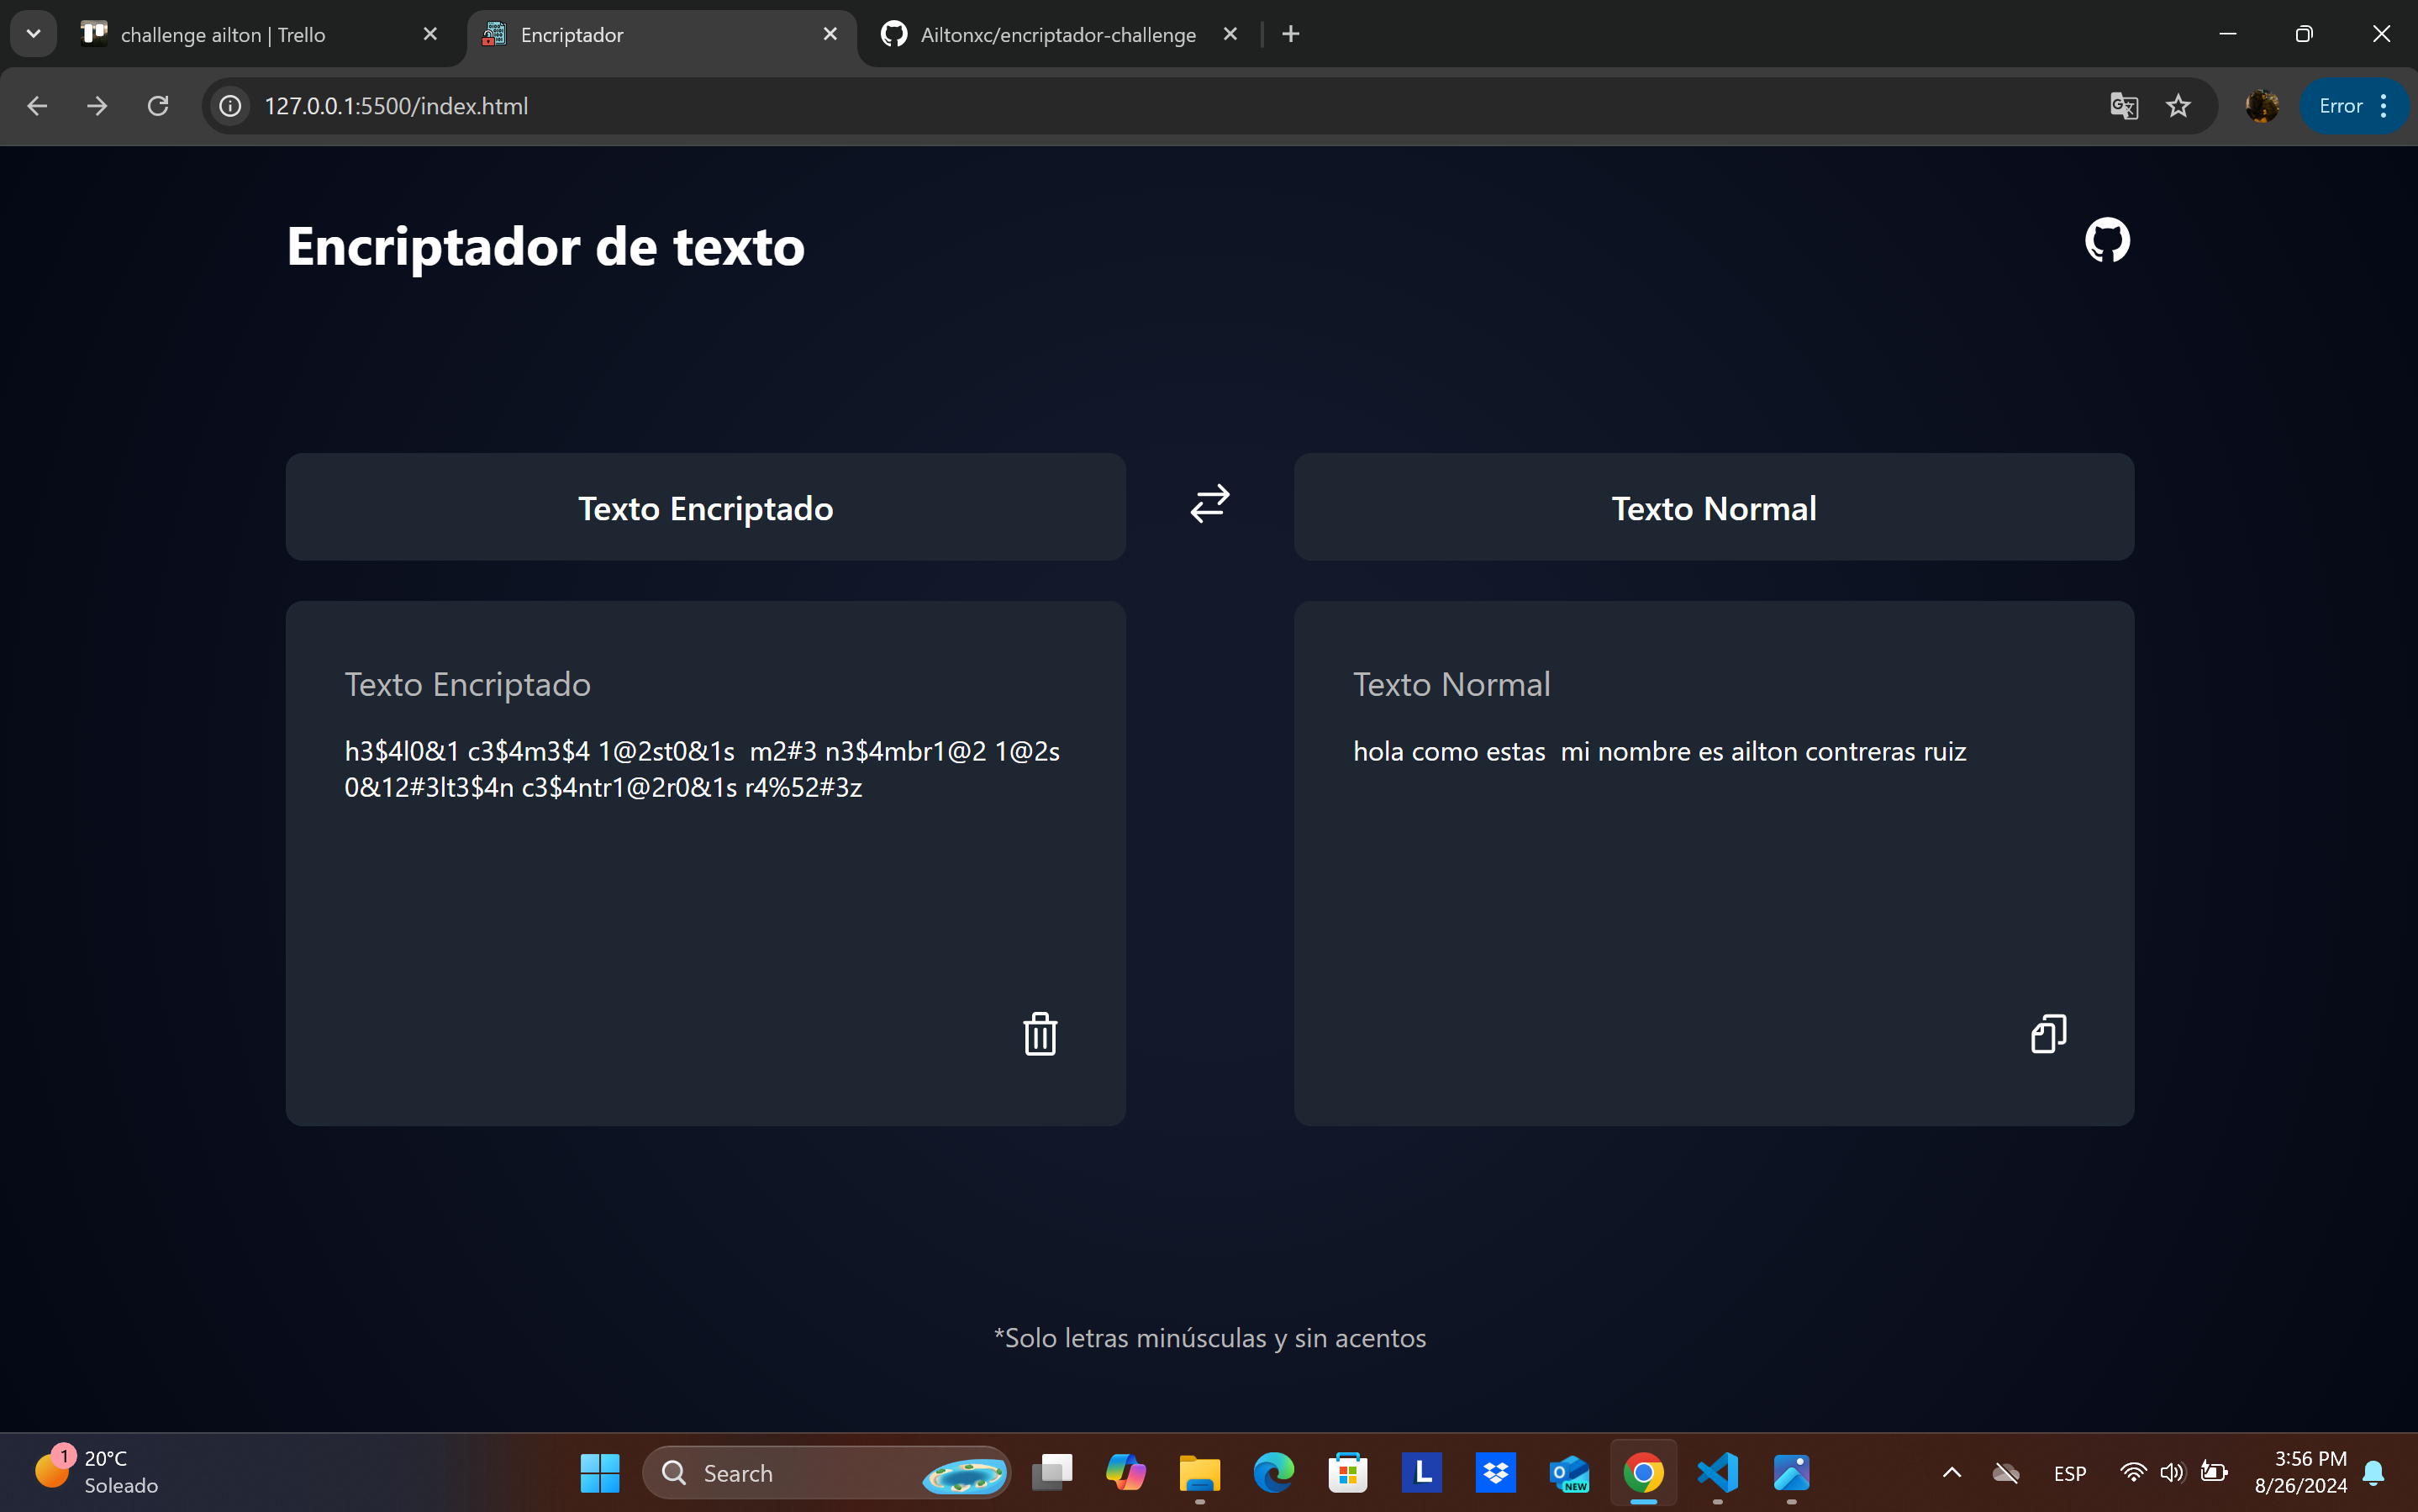 challenge ailton | Trello
Encriptador
Ailtonxc/encriptador-challenge
127.0.0.1:5500/index.html
Error
Encriptador de texto
Texto Encriptado
Texto Normal
Texto Encriptado
h3$4l0&1 c3$4m3$4 1@2st0&1s  m2#3 n3$4mbr1@2 1@2s
0&12#3lt3$4n c3$4ntr1@2r0&1s r4%52#3z
Texto Normal
hola como estas  mi nombre es ailton contreras ruiz
*Solo letras minúsculas y sin acentos
1
20°C
Soleado
Search
L
NEW
ESP
3:56 PM
8/26/2024